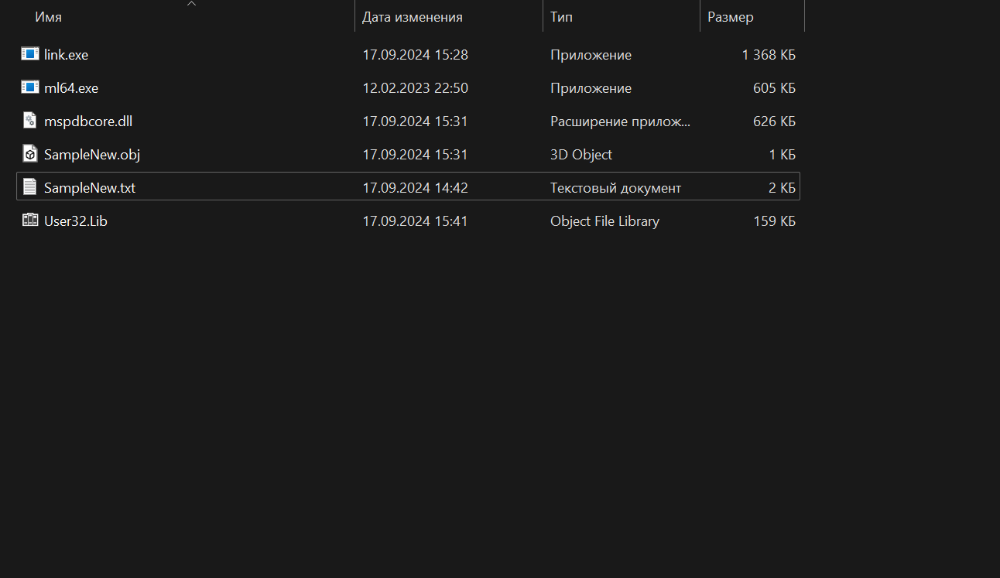 Имя Дата изменения Тип Размер
link.exe 17.09.2024 15:28 Приложение 1 368 КБ
ml64.exe 12.02.2023 22:50 Приложение 605 КБ
mspdbcore.dll 17.09.2024 15:31 Расширение прилож... 626 КБ
SampleNew.obj 17.09.2024 15:31 3D Object 1 КБ
SampleNew.txt 17.09.2024 14:42 Текстовый документ 2 КБ
User32.Lib 17.09.2024 15:41 Object File Library 159 КБ